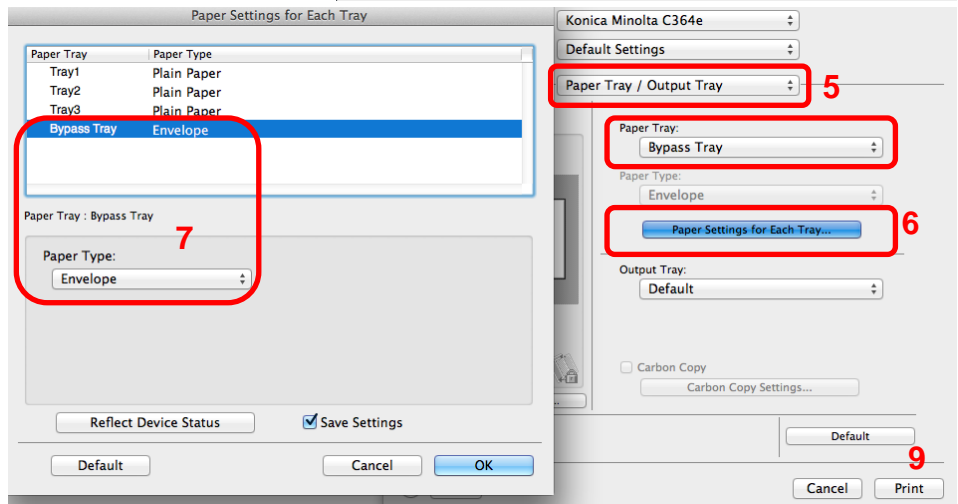 Paper Settings for Each Tray
Paper Tray Paper Type
Tray1 Plain Paper
Tray2 Plain Paper
Tray3 Plain Paper
Bypass Tray Envelope
Paper Tray : Bypass Tray
7
Paper Type:
Envelope
Reflect Device Status
Save Settings
Default
Cancel
OK
Konica Minolta C364e
Default Settings
Paper Tray / Output Tray
5
Paper Tray:
Bypass Tray
Paper Type:
Envelope
Paper Settings for Each Tray...
6
Output Tray:
Default
Carbon Copy
Carbon Copy Settings...
Default
9
Cancel
Print